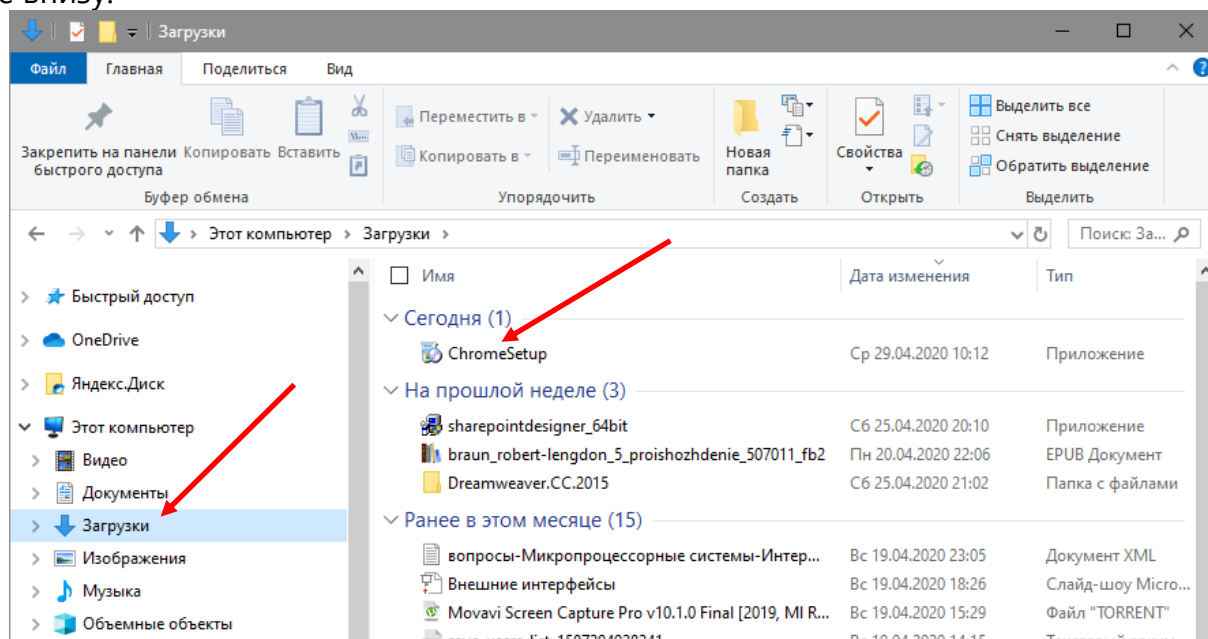 внизу.
Загрузки
Файл Главная Поделиться Вид
Закрепить на панели быстрого доступа
Копировать
Вставить
Буфер обмена
Переместить в
Копировать в
Удалить
Переименовать
Упорядочить
Новая папка
Создать
Свойства
Открыть
Выделить все
Снять выделение
Обратить выделение
Выделить
Этот компьютер > Загрузки >
Поиск: За...
Быстрый доступ
OneDrive
Яндекс.Диск
Этот компьютер
Видео
Документы
Загрузки
Изображения
Музыка
Объемные объекты
Имя Дата изменения Тип
Сегодня (1)
ChromeSetup Ср 29.04.2020 10:12 Приложение
На прошлой неделе (3)
sharepointdesigner_64bit Сб 25.04.2020 20:10 Приложение
braun_robert-lengdon_5_proishozhdenie_507011_fb2 Пн 20.04.2020 22:06 EPUB Документ
Dreamweaver.CC.2015 Сб 25.04.2020 21:02 Папка с файлами
Ранее в этом месяце (15)
вопросы-Микропроцессорные системы-Интер... Вс 19.04.2020 23:05 Документ XML
Внешние интерфейсы Вс 19.04.2020 18:26 Слайд-шоу Micro...
Movavi Screen Capture Pro v10.1.0 Final [2019, MI R... Вс 19.04.2020 15:29 Файл "TORRENT"